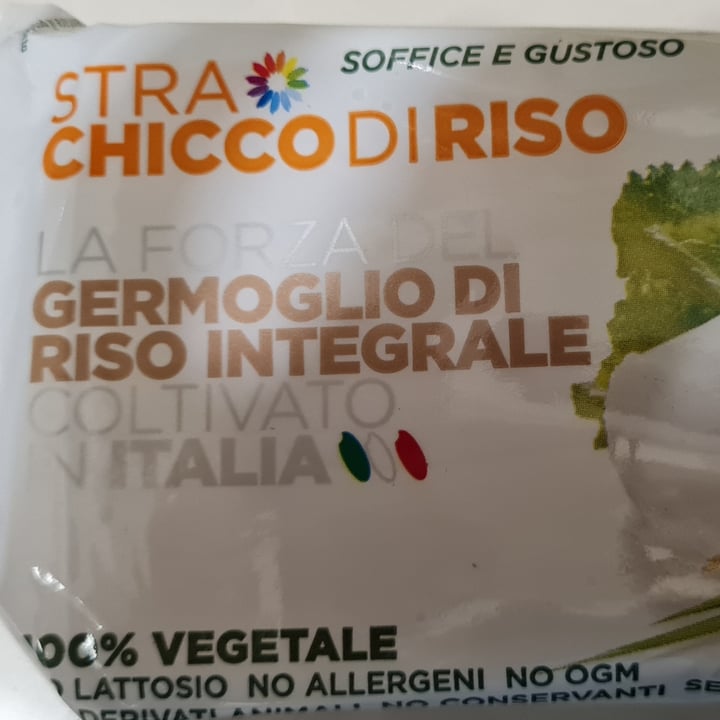 SOFFICE E GUSTOSO
STRA
CHICCO DI RISO
LA FORZA DEL
GERMOGLIO DI
RISO INTEGRALE
COLTIVATO
IN ITALIA
100% VEGETALE
LATTOSIO NO ALLERGENI NO OGM
DERIVATI ANIMALI NO CONSERVANTI